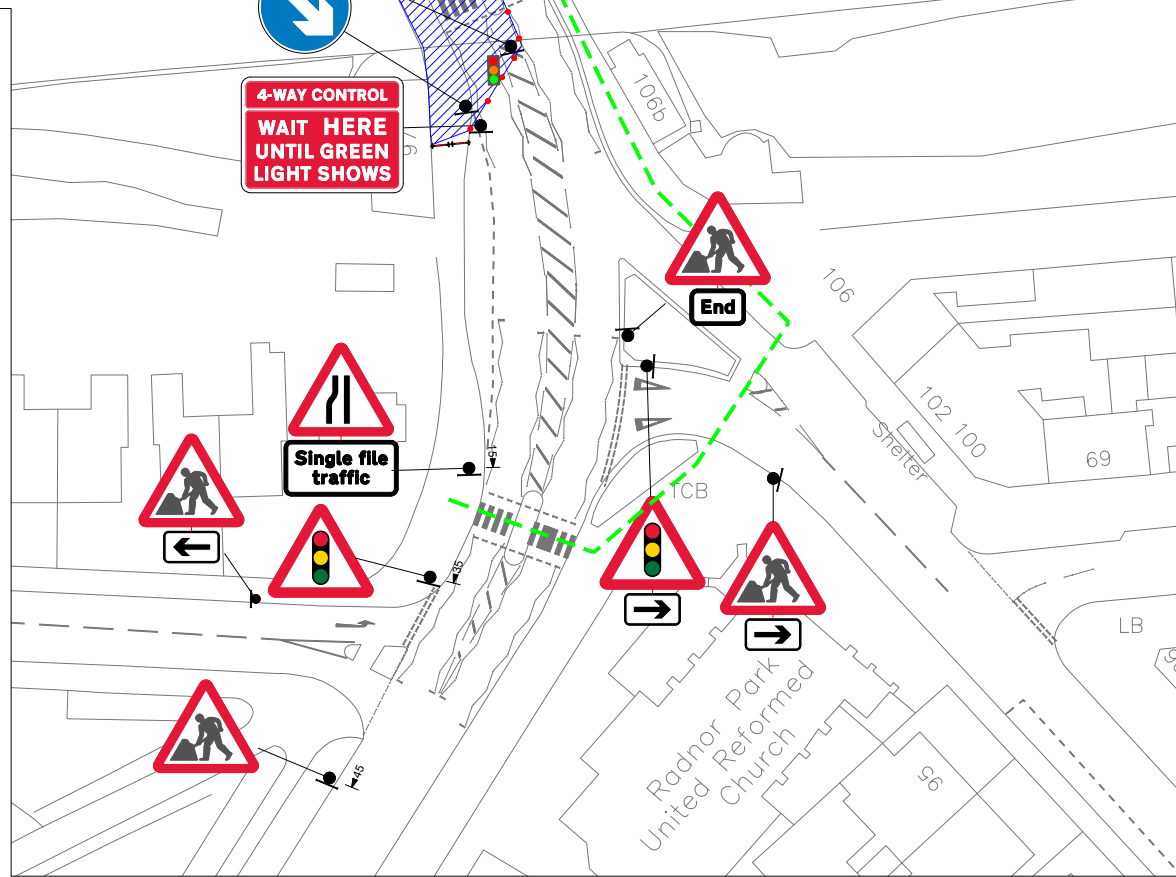 4-WAY CONTROL
WAIT HERE
UNTIL GREEN
LIGHT SHOWS
106b
106
End
102 100
Shelter
69
Single file
traffic
15
TCB
35
LB
45
Radnor Park
United Reformed
Church
95